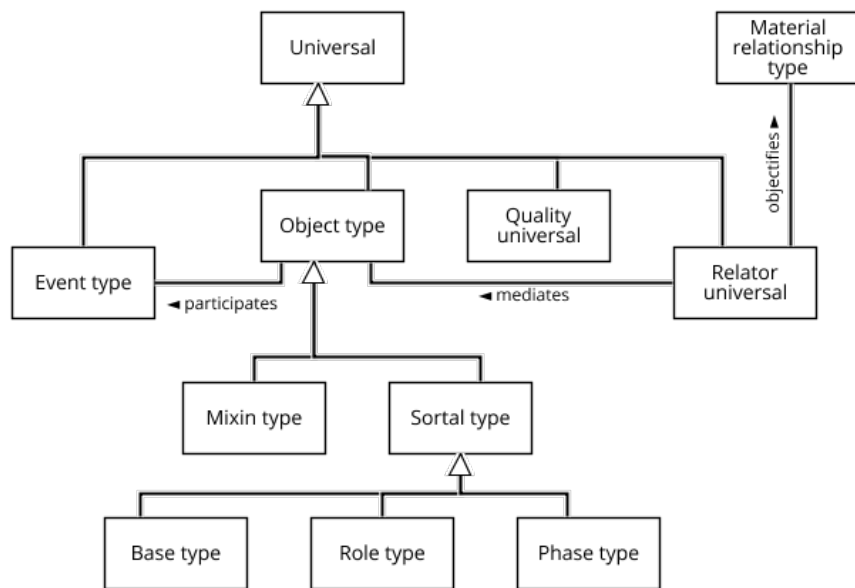 Universal
Material
relationship
type
objectifies ►
Object type
Quality
universal
Event type
Relator
universal
◄ participates
◄ mediates
Mixin type
Sortal type
Base type
Role type
Phase type